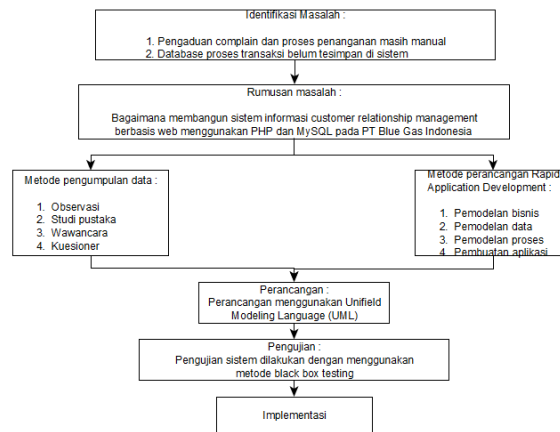 Identifikasi Masalah :
1. Pengaduan complain dan proses penanganan masih manual
2. Database proses transaksi belum tesimpan di sistem
Rumusan masalah :
Bagaimana membangun sistem informasi customer relationship management
berbasis web menggunakan PHP dan MySQL pada PT Blue Gas Indonesia
Metode pengumpulan data :
1. Observasi
2. Studi pustaka
3. Wawancara
4. Kuesioner
Metode perancangan Rapid
Application Development :
1. Pemodelan bisnis
2. Pemodelan data
3. Pemodelan proses
4. Pembuatan aplikasi
Perancangan :
Perancangan menggunakan Unifield
Modeling Language (UML)
Pengujian :
Pengujian sistem dilakukan dengan menggunakan
metode black box testing
Implementasi